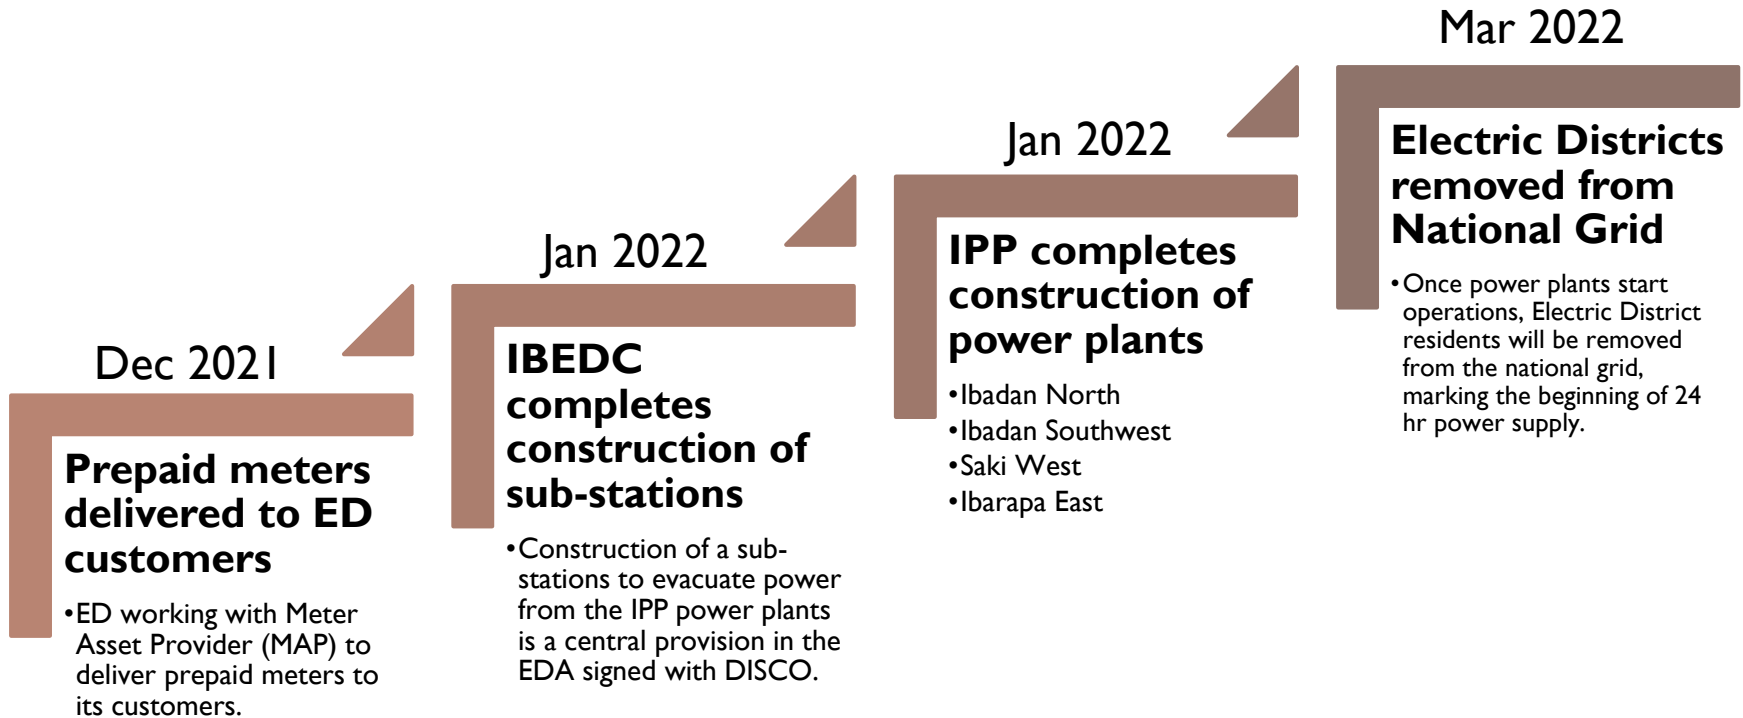 Dec 2021
Prepaid meters
delivered to ED
customers
•ED working with Meter
Asset Provider (MAP) to
deliver prepaid meters to
its customers.
Jan 2022
IBEDC
completes
construction of
sub-stations
•Construction of a sub-
stations to evacuate power
from the IPP power plants
is a central provision in the
EDA signed with DISCO.
Jan 2022
IPP completes
construction of
power plants
•Ibadan North
•Ibadan Southwest
•Saki West
•Ibarapa East
Mar 2022
Electric Districts
removed from
National Grid
•Once power plants start
operations, Electric District
residents will be removed
from the national grid,
marking the beginning of 24
hr power supply.